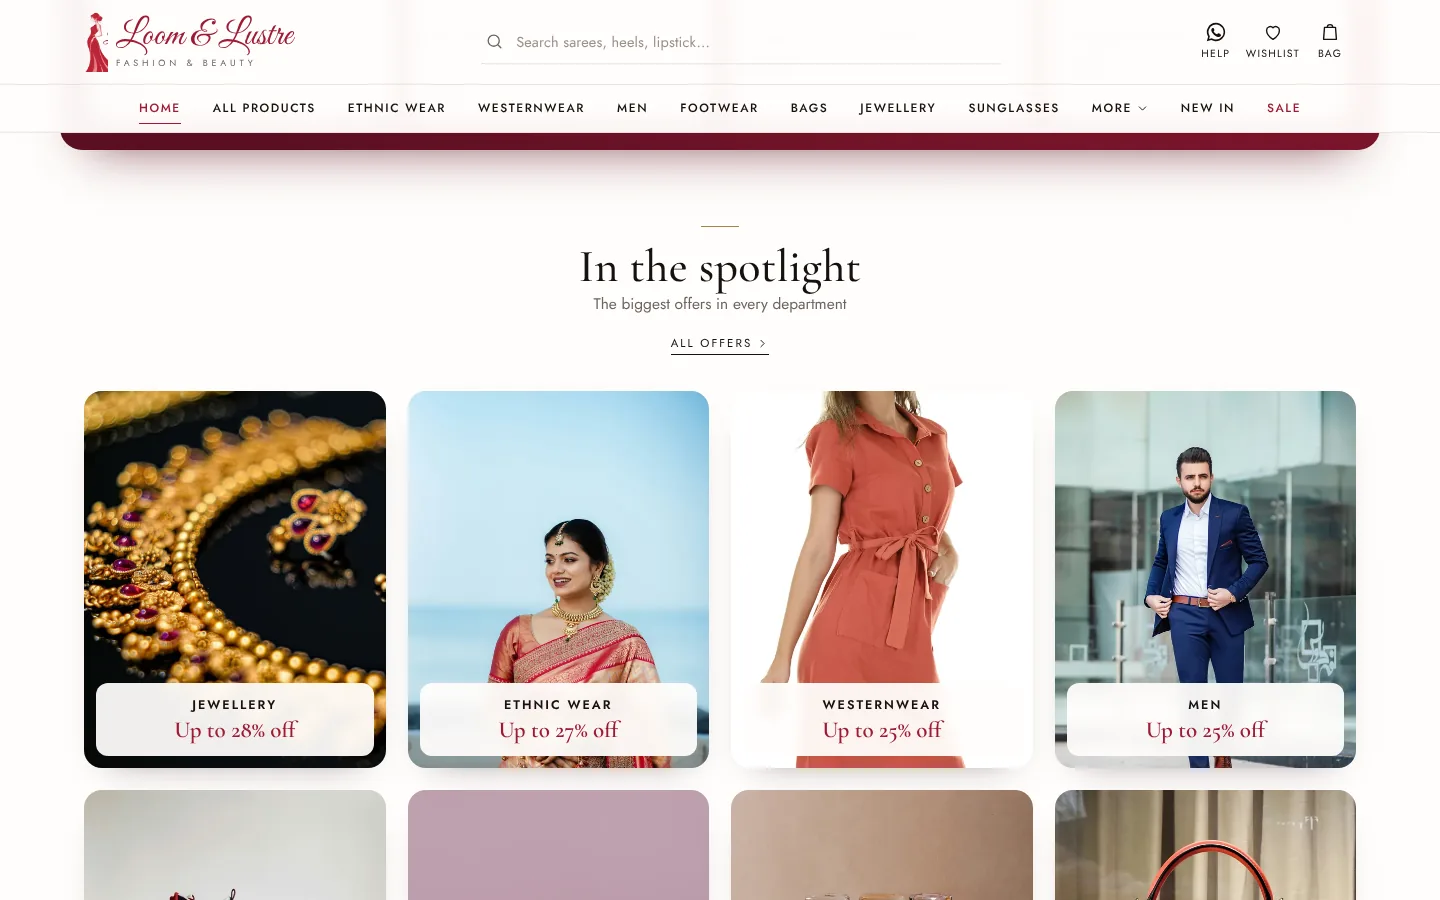 Loom & Lustre
FASHION & BEAUTY
Search sarees, heels, lipstick...
HELP
WISHLIST
BAG
HOME
ALL PRODUCTS
ETHNIC WEAR
WESTERNWEAR
MEN
FOOTWEAR
BAGS
JEWELLERY
SUNGLASSES
MORE
NEW IN
SALE
In the spotlight
The biggest offers in every department
ALL OFFERS
JEWELLERY
Up to 28% off
ETHNIC WEAR
Up to 27% off
WESTERNWEAR
Up to 25% off
MEN
Up to 25% off